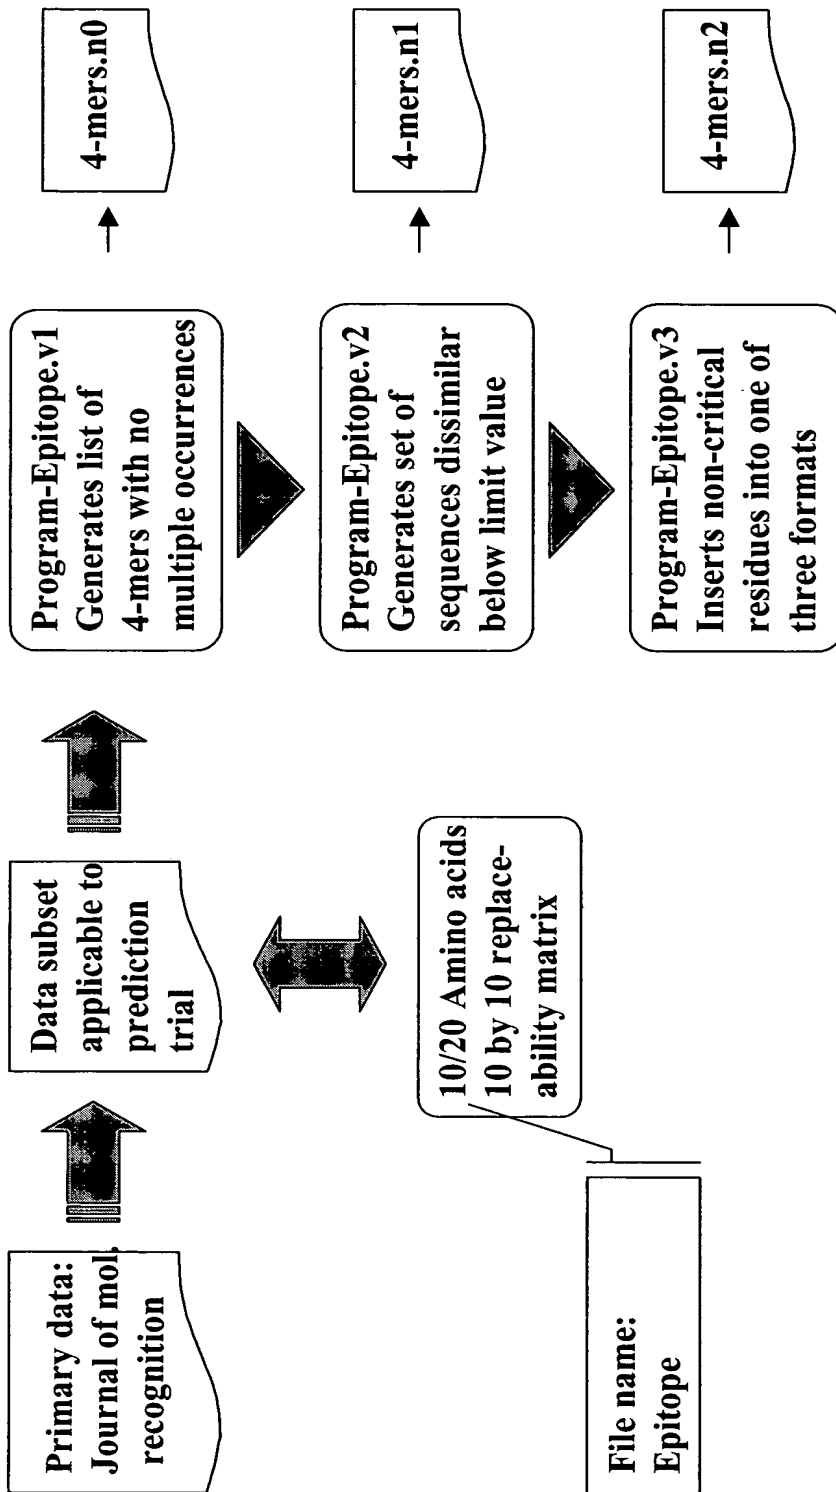 Primary data:
Journal of mol.
recognition
Data subset
applicable to
prediction
trial
Program-Epitope.v1
Generates list of
4-mers with no
multiple occurrences
4-mers.n0
Program-Epitope.v2
Generates set of
sequences dissimilar
below limit value
4-mers.n1
10/20 Amino acids
10 by 10 replace-
ability matrix
Program-Epitope.v3
Inserts non-critical
residues into one of
three formats
4-mers.n2
File name:
Epitope